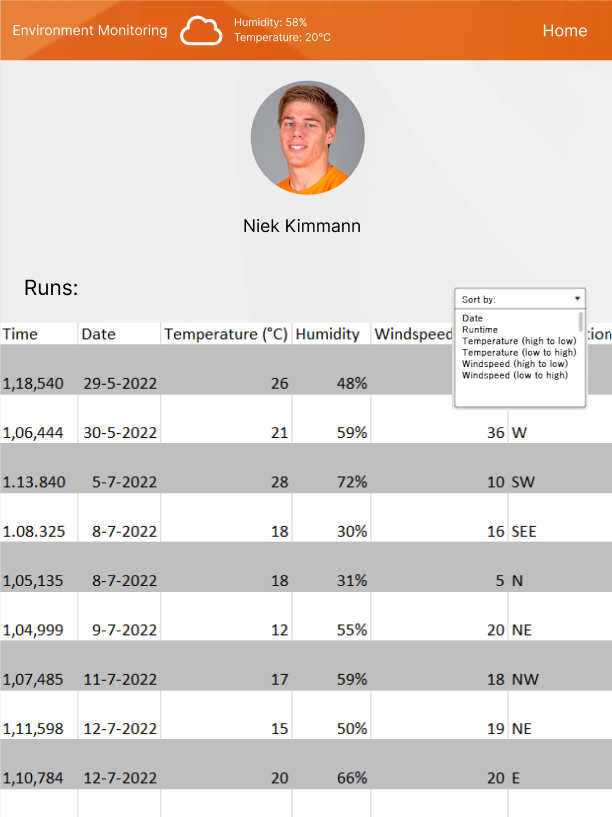 Environment Monitoring
Humidity: 58%
Temperature: 20°C
Home
Niek Kimmann
Runs:
Sort by:
Date
Runtime
Temperature (high to low)
Temperature (low to high)
Windspeed (high to low)
Windspeed (low to high)
Time Date Temperature (°C) Humidity Windspeed
1,18,540 29-5-2022 26 48%
1,06,444 30-5-2022 21 59% 36 W
1.13.840 5-7-2022 28 72% 10 SW
1.08.325 8-7-2022 18 30% 16 SEE
1,05,135 8-7-2022 18 31% 5 N
1,04,999 9-7-2022 12 55% 20 NE
1,07,485 11-7-2022 17 59% 18 NW
1,11,598 12-7-2022 15 50% 19 NE
1,10,784 12-7-2022 20 66% 20 E